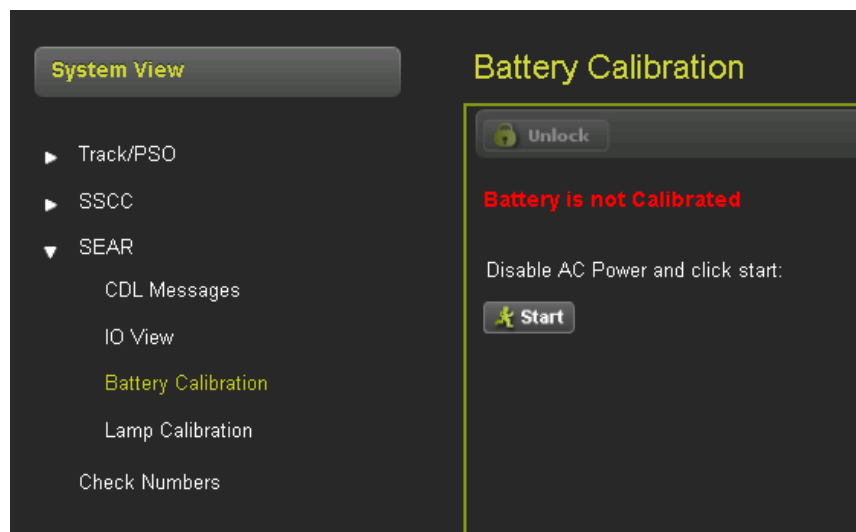 System View
Track/PSO
SSCC
SEAR
CDL Messages
IO View
Battery Calibration
Lamp Calibration
Check Numbers
Battery Calibration
Unlock
Battery is not Calibrated
Disable AC Power and click start:
Start